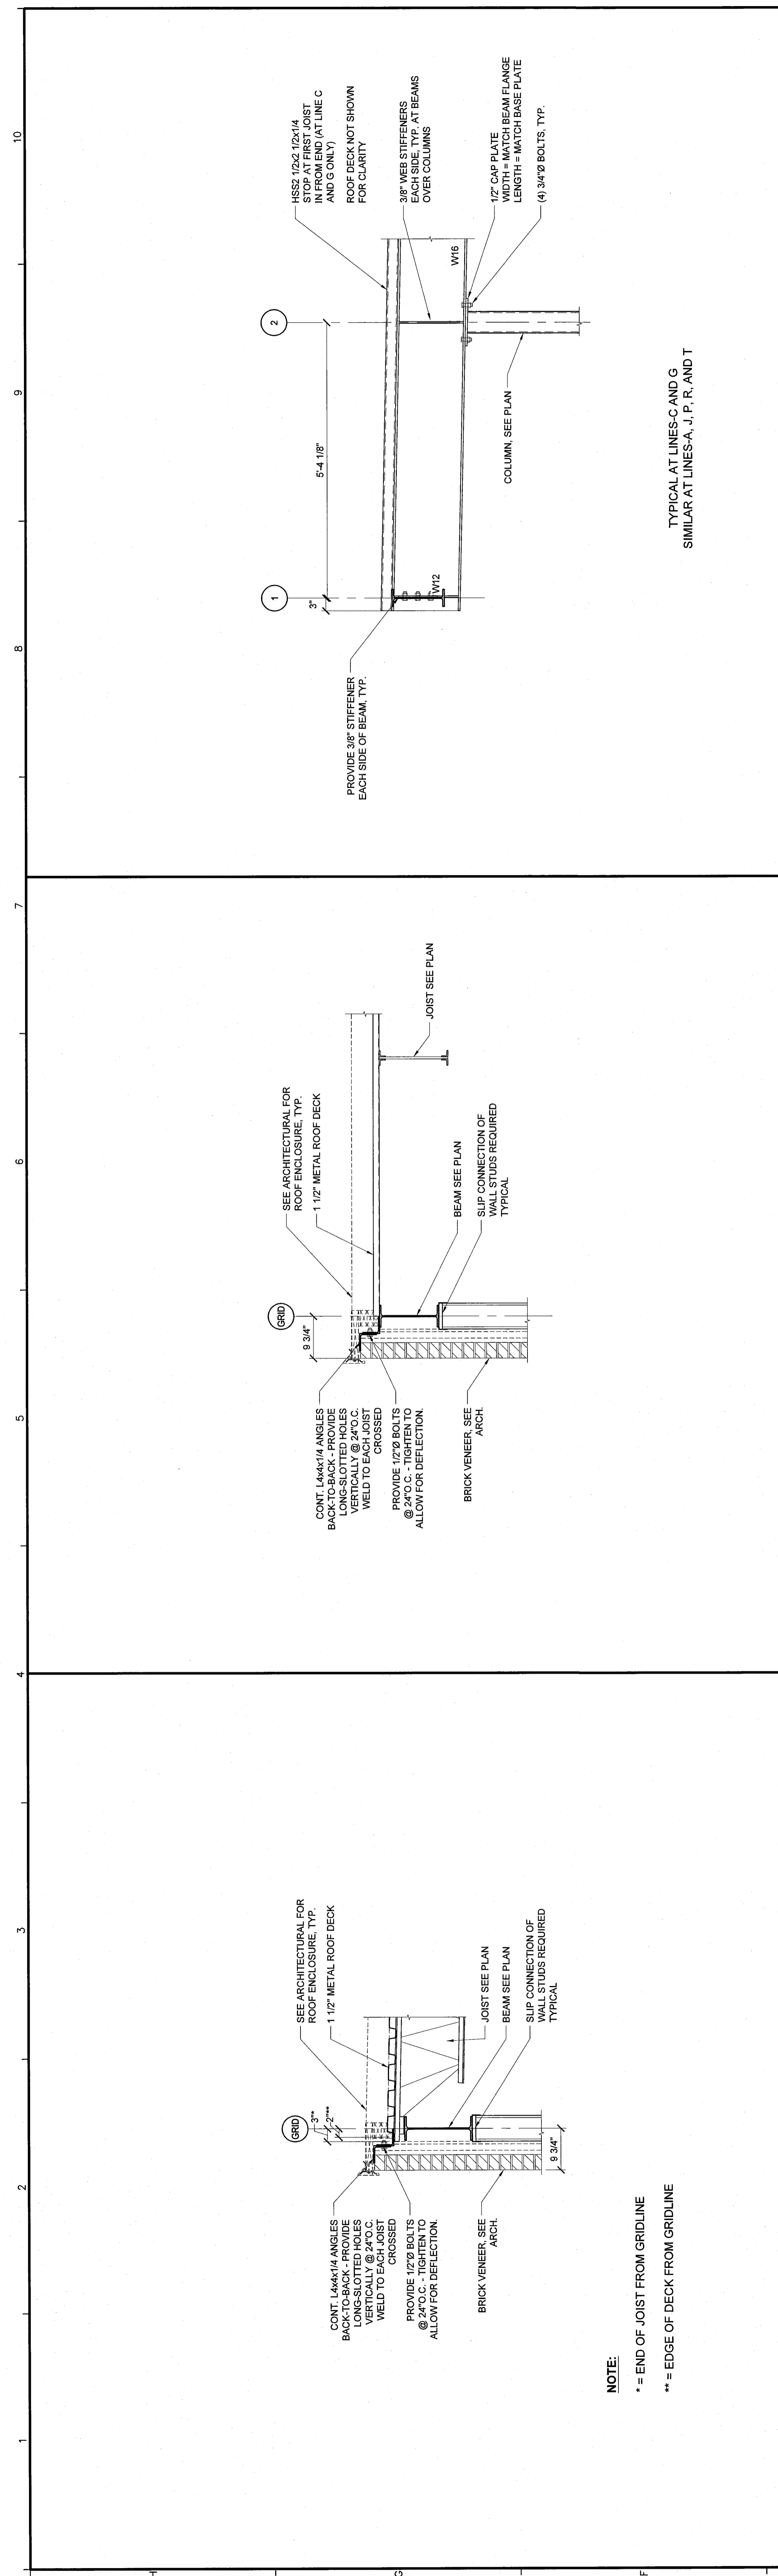 1
2
3
4
5
6
7
8
9
10
H
G
F
CONT. L4x4x1/4 ANGLES
BACK-TO-BACK - PROVIDE
LONG-SLOTTED HOLES
VERTICALLY @ 24"O.C.
WELD TO EACH JOIST
CROSSED
PROVIDE 1/2"Ø BOLTS
@ 24"O.C. - TIGHTEN TO
ALLOW FOR DEFLECTION.
BRICK VENEER, SEE
ARCH.
GRID
3"*
2"**
9 3/4"
SEE ARCHITECTURAL FOR
ROOF ENCLOSURE, TYP.
1 1/2" METAL ROOF DECK
JOIST SEE PLAN
BEAM SEE PLAN
SLIP CONNECTION OF
WALL STUDS REQUIRED
TYPICAL
NOTE:
* = END OF JOIST FROM GRIDLINE
** = EDGE OF DECK FROM GRIDLINE
CONT. L4x4x1/4 ANGLES
BACK-TO-BACK - PROVIDE
LONG-SLOTTED HOLES
VERTICALLY @ 24"O.C.
WELD TO EACH JOIST
CROSSED
PROVIDE 1/2"Ø BOLTS
@ 24"O.C. - TIGHTEN TO
ALLOW FOR DEFLECTION.
BRICK VENEER, SEE
ARCH.
9 3/4"
GRID
SEE ARCHITECTURAL FOR
ROOF ENCLOSURE, TYP.
1 1/2" METAL ROOF DECK
JOIST SEE PLAN
BEAM SEE PLAN
SLIP CONNECTION OF
WALL STUDS REQUIRED
TYPICAL
PROVIDE 3/8" STIFFENER
EACH SIDE OF BEAM, TYP.
1
3"
5'-4 1/8"
2
W12
W16
HSS2 1/2x2 1/2x1/4
STOP AT FIRST JOIST
IN FROM END (AT LINE C
AND G ONLY)
ROOF DECK NOT SHOWN
FOR CLARITY
3/8" WEB STIFFENERS
EACH SIDE, TYP. AT BEAMS
OVER COLUMNS
1/2" CAP PLATE
WIDTH = MATCH BEAM FLANGE
LENGTH = MATCH BASE PLATE
(4) 3/4"Ø BOLTS, TYP.
COLUMN, SEE PLAN
TYPICAL AT LINES-C AND G
SIMILAR AT LINES-A, J, P, R, AND T